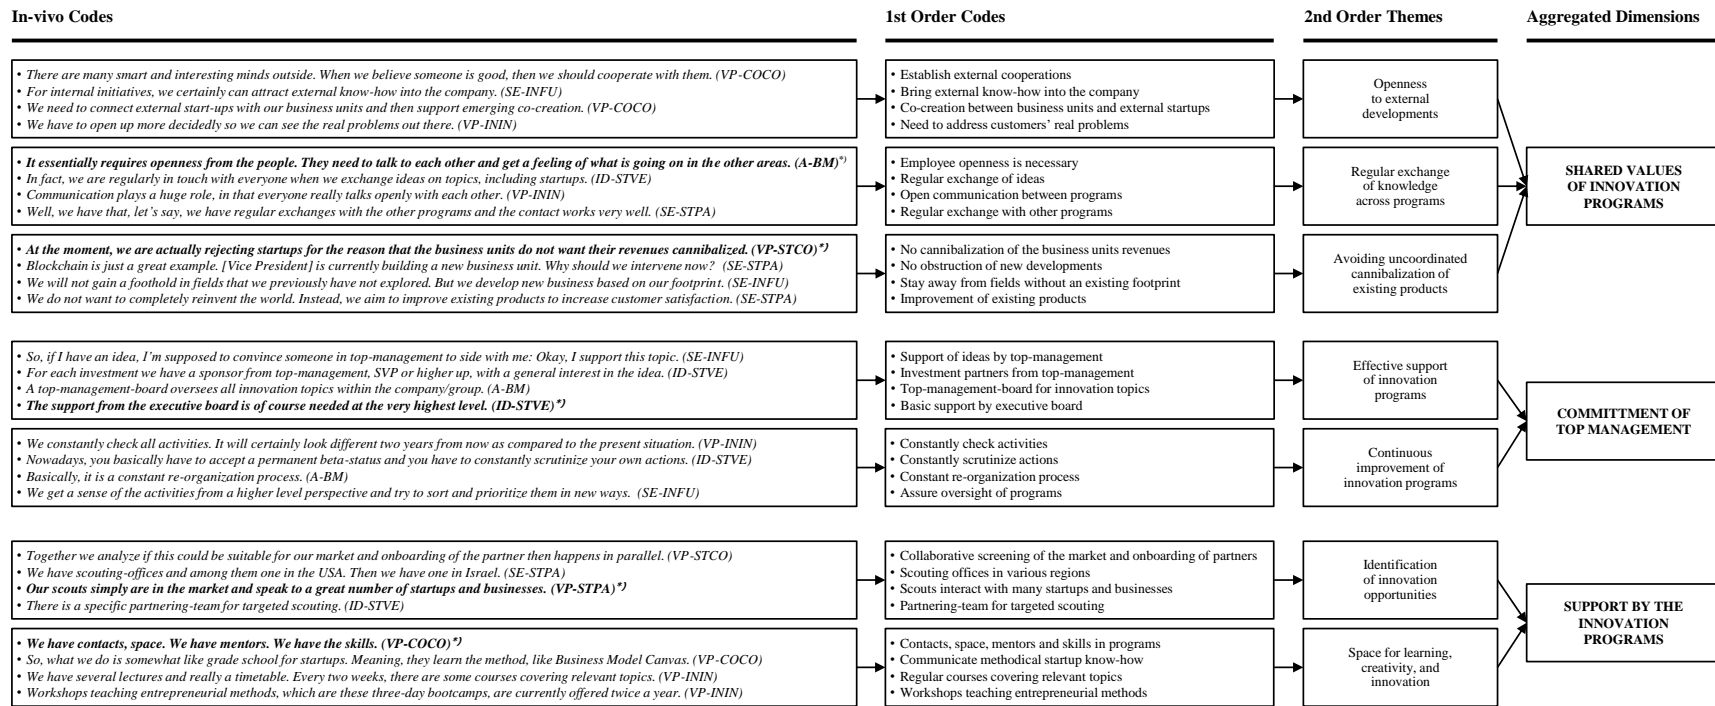 In-vivo Codes
1st Order Codes
2nd Order Themes
Aggregated Dimensions
• There are many smart and interesting minds outside. When we believe someone is good, then we should cooperate with them. (VP-COCO)
• For internal initiatives, we certainly can attract external know-how into the company. (SE-INFU)
• We need to connect external start-ups with our business units and then support emerging co-creation. (VP-COCO)
• We have to open up more decidedly so we can see the real problems out there. (VP-ININ)
• Establish external cooperations
• Bring external know-how into the company
• Co-creation between business units and external startups
• Need to address customers' real problems
Openness
to external
developments
• It essentially requires openness from the people. They need to talk to each other and get a feeling of what is going on in the other areas. (A-BM)*)
• In fact, we are regularly in touch with everyone when we exchange ideas on topics, including startups. (ID-STVE)
• Communication plays a huge role, in that everyone really talks openly with each other. (VP-ININ)
• Well, we have that, let's say, we have regular exchanges with the other programs and the contact works very well. (SE-STPA)
• Employee openness is necessary
• Regular exchange of ideas
• Open communication between programs
• Regular exchange with other programs
Regular exchange
of knowledge
across programs
SHARED VALUES
OF INNOVATION
PROGRAMS
• At the moment, we are actually rejecting startups for the reason that the business units do not want their revenues cannibalized. (VP-STCO)*)
• Blockchain is just a great example. [Vice President] is currently building a new business unit. Why should we intervene now? (SE-STPA)
• We will not gain a foothold in fields that we previously have not explored. But we develop new business based on our footprint. (SE-INFU)
• We do not want to completely reinvent the world. Instead, we aim to improve existing products to increase customer satisfaction. (SE-STPA)
• No cannibalization of the business units revenues
• No obstruction of new developments
• Stay away from fields without an existing footprint
• Improvement of existing products
Avoiding uncoordinated
cannibalization of
existing products
• So, if I have an idea, I'm supposed to convince someone in top-management to side with me: Okay, I support this topic. (SE-INFU)
• For each investment we have a sponsor from top-management, SVP or higher up, with a general interest in the idea. (ID-STVE)
• A top-management-board oversees all innovation topics within the company/group. (A-BM)
• The support from the executive board is of course needed at the very highest level. (ID-STVE)*)
• Support of ideas by top-management
• Investment partners from top-management
• Top-management-board for innovation topics
• Basic support by executive board
Effective support
of innovation
programs
COMMITTMENT OF
TOP MANAGEMENT
• We constantly check all activities. It will certainly look different two years from now as compared to the present situation. (VP-ININ)
• Nowadays, you basically have to accept a permanent beta-status and you have to constantly scrutinize your own actions. (ID-STVE)
• Basically, it is a constant re-organization process. (A-BM)
• We get a sense of the activities from a higher level perspective and try to sort and prioritize them in new ways. (SE-INFU)
• Constantly check activities
• Constantly scrutinize actions
• Constant re-organization process
• Assure oversight of programs
Continuous
improvement of
innovation programs
• Together we analyze if this could be suitable for our market and onboarding of the partner then happens in parallel. (VP-STCO)
• We have scouting-offices and among them one in the USA. Then we have one in Israel. (SE-STPA)
• Our scouts simply are in the market and speak to a great number of startups and businesses. (VP-STPA)*)
• There is a specific partnering-team for targeted scouting. (ID-STVE)
• Collaborative screening of the market and onboarding of partners
• Scouting offices in various regions
• Scouts interact with many startups and businesses
• Partnering-team for targeted scouting
Identification
of innovation
opportunities
SUPPORT BY THE
INNOVATION
PROGRAMS
• We have contacts, space. We have mentors. We have the skills. (VP-COCO)*)
• So, what we do is somewhat like grade school for startups. Meaning, they learn the method, like Business Model Canvas. (VP-COCO)
• We have several lectures and really a timetable. Every two weeks, there are some courses covering relevant topics. (VP-ININ)
• Workshops teaching entrepreneurial methods, which are these three-day bootcamps, are currently offered twice a year. (VP-ININ)
• Contacts, space, mentors and skills in programs
• Communicate methodical startup know-how
• Regular courses covering relevant topics
• Workshops teaching entrepreneurial methods
Space for learning,
creativity, and
innovation